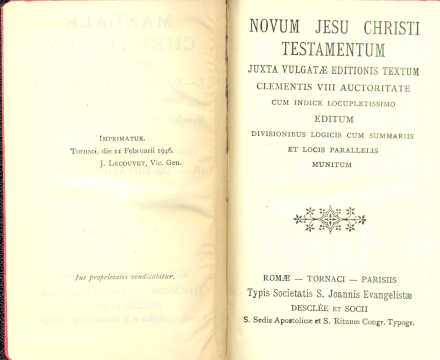 IMPRIMATUR.
Tornaci, die 11 Februarii 1946.
J. LECOUVET, Vic. Gen.
Jus proprietatis vindicabitur.
NOVUM JESU CHRISTI
TESTAMENTUM
JUXTA VULGATÆ EDITIONIS TEXTUM
CLEMENTIS VIII AUCTORITATE
CUM INDICE LOCUPLETISSIMO
EDITUM
DIVISIONIBUS LOGICIS CUM SUMMARIIS
ET LOCIS PARALLELIS
MUNITUM
ROMÆ — TORNACI — PARISIIS
Typis Societatis S. Joannis Evangelistæ
DESCLÉE ET SOCII
S. Sedis Apostolicæ et S. Rituum Congr. Typogr.